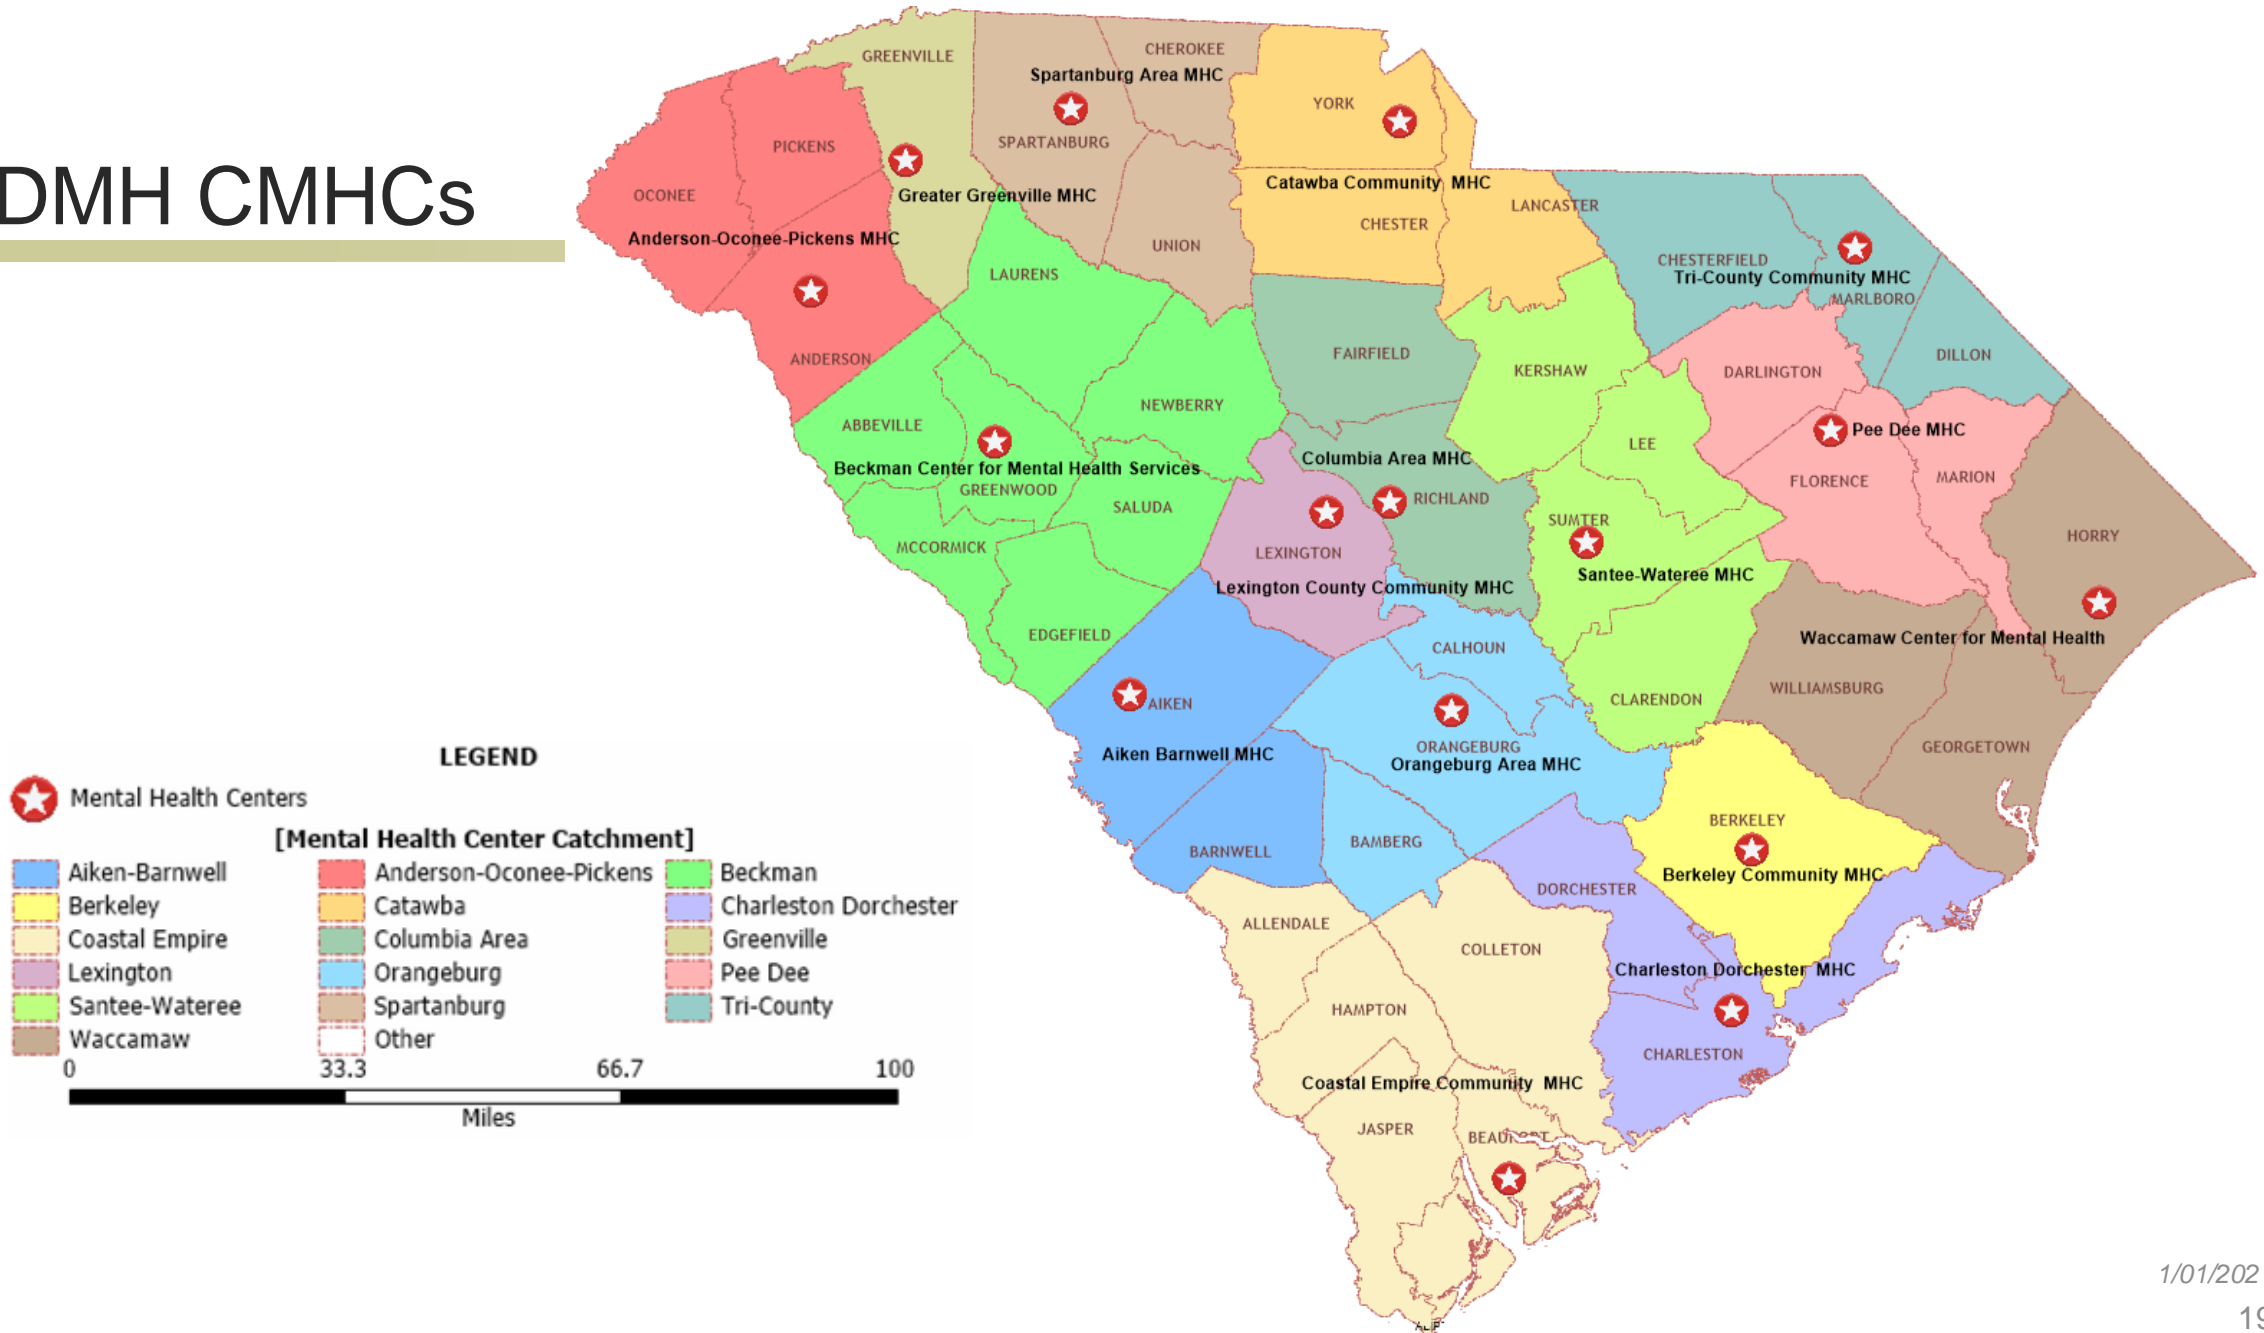 DMH CMHCs
GREENVILLE
CHEROKEE
Spartanburg Area MHC
YORK
PICKENS
SPARTANBURG
OCONEE
Greater Greenville MHC
Catawba Community MHC
LANCASTER
CHESTER
Anderson-Oconee-Pickens MHC
UNION
LAURENS
CHESTERFIELD
Tri-County Community MHC
MARLBORO
ANDERSON
FAIRFIELD
KERSHAW
DARLINGTON
DILLON
NEWBERRY
ABBEVILLE
LEE
Pee Dee MHC
Beckman Center for Mental Health Services
Columbia Area MHC
GREENWOOD
SALUDA
RICHLAND
FLORENCE
MARION
SUMTER
HORRY
MCCORMICK
LEXINGTON
Santee-Wateree MHC
Lexington County Community MHC
EDGEFIELD
CALHOUN
Waccamaw Center for Mental Health
WILLIAMSBURG
CLARENDON
AIKEN
Aiken Barnwell MHC
ORANGEBURG
Orangeburg Area MHC
GEORGETOWN
BERKELEY
BARNWELL
BAMBERG
Berkeley Community MHC
DORCHESTER
ALLENDALE
COLLETON
Charleston Dorchester MHC
HAMPTON
CHARLESTON
Coastal Empire Community MHC
JASPER
BEAUFORT
LEGEND
Mental Health Centers
[Mental Health Center Catchment]
Aiken-Barnwell
Anderson-Oconee-Pickens
Beckman
Berkeley
Catawba
Charleston Dorchester
Coastal Empire
Columbia Area
Greenville
Lexington
Orangeburg
Pee Dee
Santee-Wateree
Spartanburg
Tri-County
Waccamaw
Other
0 33.3 66.7 100
Miles
1/01/202
19